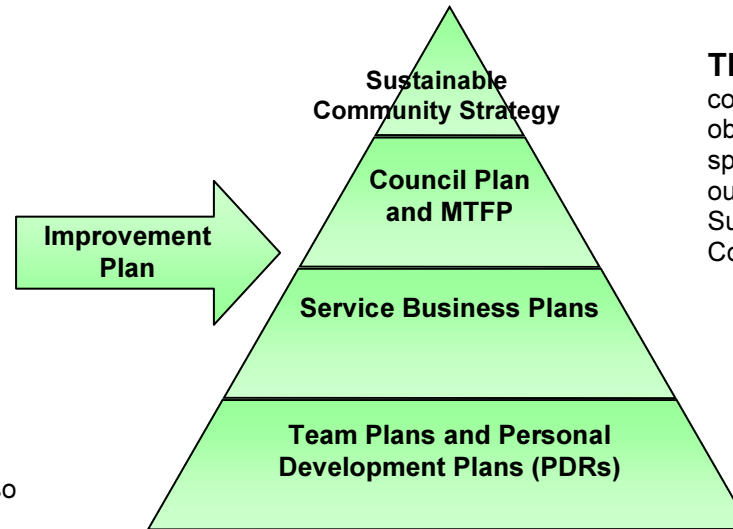 Sustainable
Community Strategy
Council Plan
and MTFP
Improvement
Plan
Service Business Plans
Team Plans and Personal
Development Plans (PDRs)